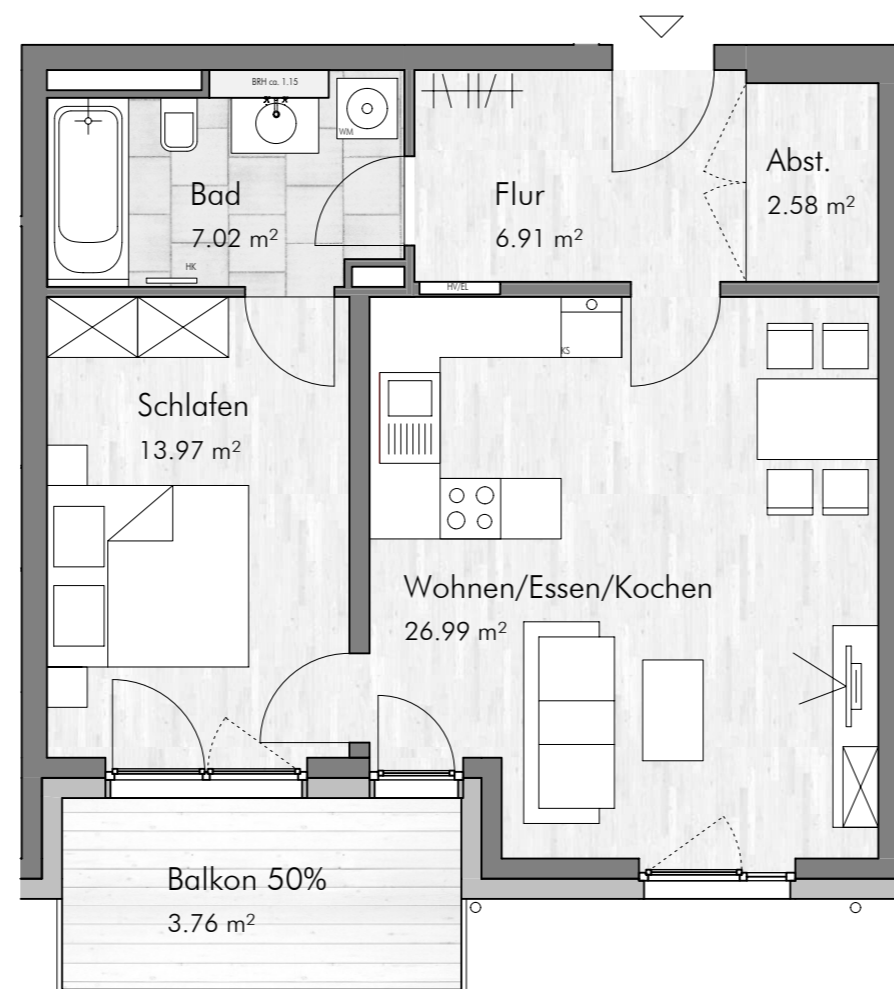 BRH ca. 1.15
WM
Bad
7.02 m²
HK
Flur
6.91 m²
Abst.
2.58 m²
HV/EL
KS
Schlafen
13.97 m²
Wohnen/Essen/Kochen
26.99 m²
Balkon 50%
3.76 m²